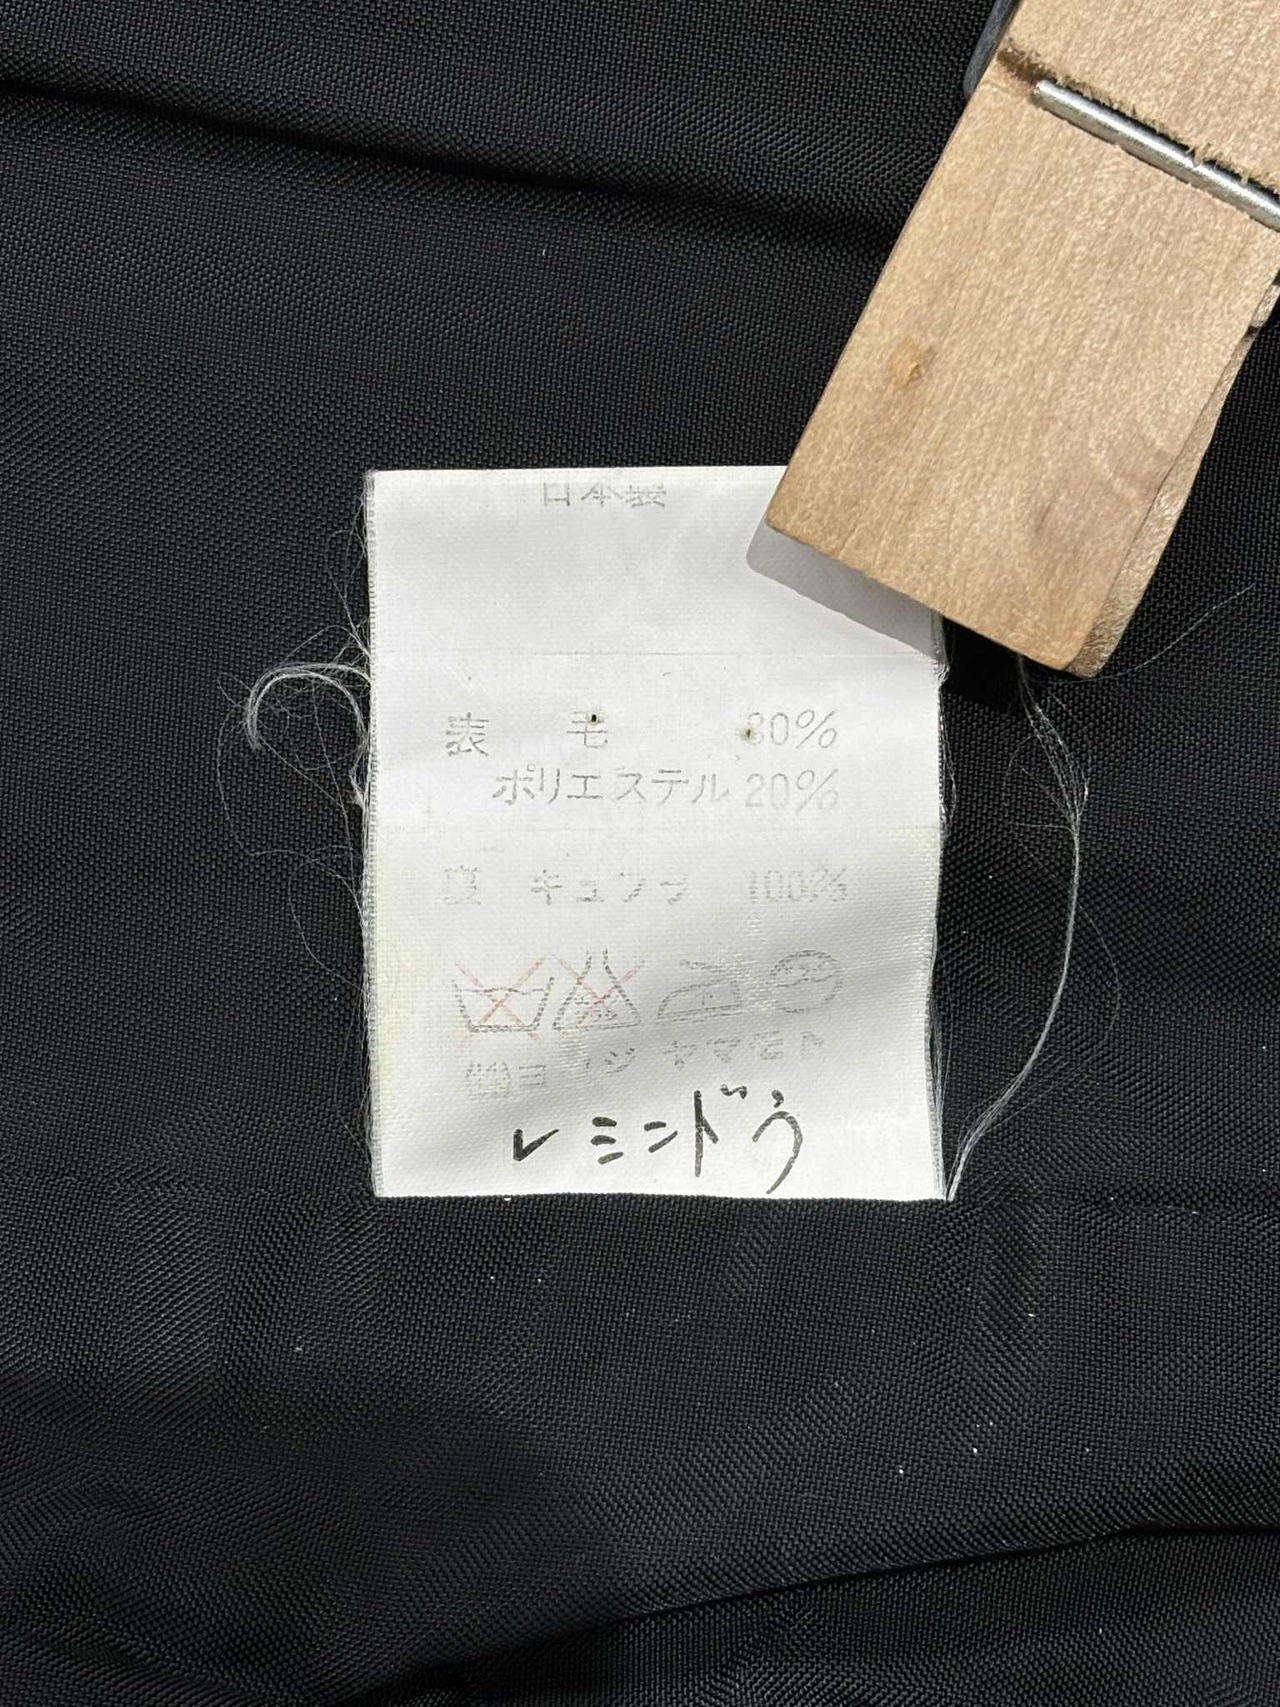 日本製
表 毛 80%
ポリエステル 20%
裏 キュプラ 100%
㈱ヨウジヤマモト
レミンドウ